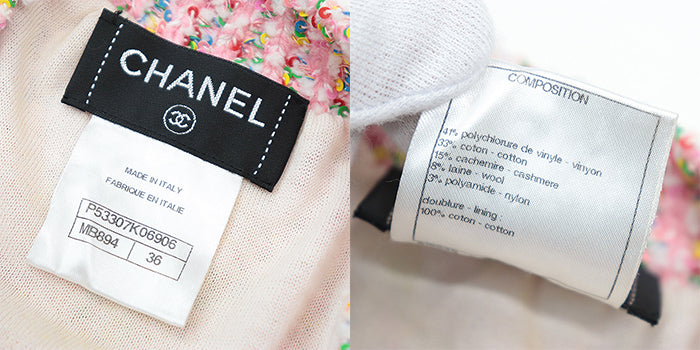 CHANEL
MADE IN ITALY
FABRIQUE EN ITALIE
P53307K06906
MB894 36
COMPOSITION
41% polychlorure de vinyle - vinyon
33% coton - cotton
15% cachemire - cashmere
8% laine - wool
3% polyamide - nylon
doublure - lining :
100% coton - cotton